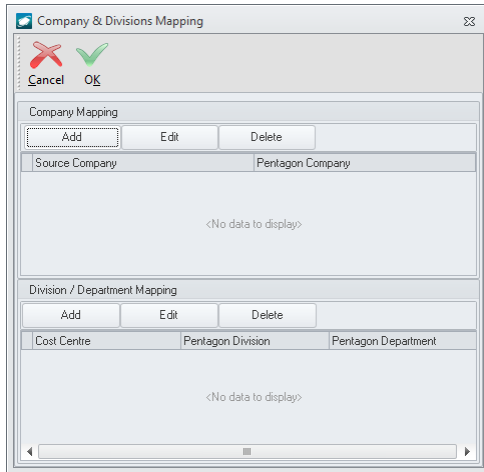 Company & Divisions Mapping
Cancel OK
Company Mapping
Add Edit Delete
Source Company Pentagon Company
<No data to display>
Division / Department Mapping
Add Edit Delete
Cost Centre Pentagon Division Pentagon Department
<No data to display>